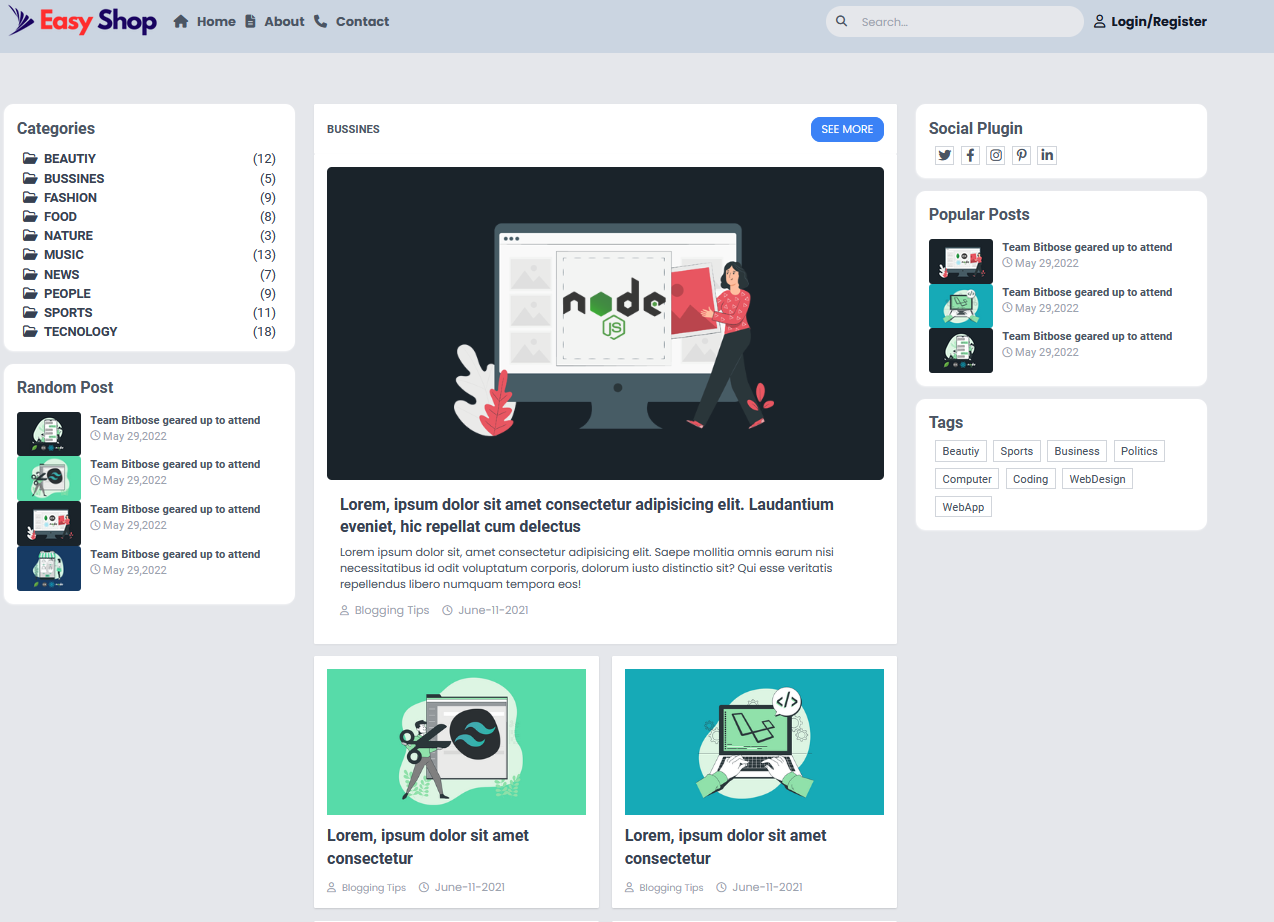 Easy Shop
Home
About
Contact
Search...
Login/Register
Categories
BEAUTIY (12)
BUSSINES (5)
FASHION (9)
FOOD (8)
NATURE (3)
MUSIC (13)
NEWS (7)
PEOPLE (9)
SPORTS (11)
TECNOLOGY (18)
Random Post
Team Bitbose geared up to attend
May 29,2022
Team Bitbose geared up to attend
May 29,2022
Team Bitbose geared up to attend
May 29,2022
Team Bitbose geared up to attend
May 29,2022
BUSSINES
SEE MORE
node
JS
Lorem, ipsum dolor sit amet consectetur adipisicing elit. Laudantium
eveniet, hic repellat cum delectus
Lorem ipsum dolor sit, amet consectetur adipisicing elit. Saepe mollitia omnis earum nisi
necessitatibus id odit voluptatum corporis, dolorum iusto distinctio sit? Qui esse veritatis
repellendus libero numquam tempora eos!
Blogging Tips
June-11-2021
Lorem, ipsum dolor sit amet
consectetur
Blogging Tips
June-11-2021
</>
Lorem, ipsum dolor sit amet
consectetur
Blogging Tips
June-11-2021
Social Plugin
Popular Posts
Team Bitbose geared up to attend
May 29,2022
Team Bitbose geared up to attend
May 29,2022
Team Bitbose geared up to attend
May 29,2022
Tags
Beautiy
Sports
Business
Politics
Computer
Coding
WebDesign
WebApp